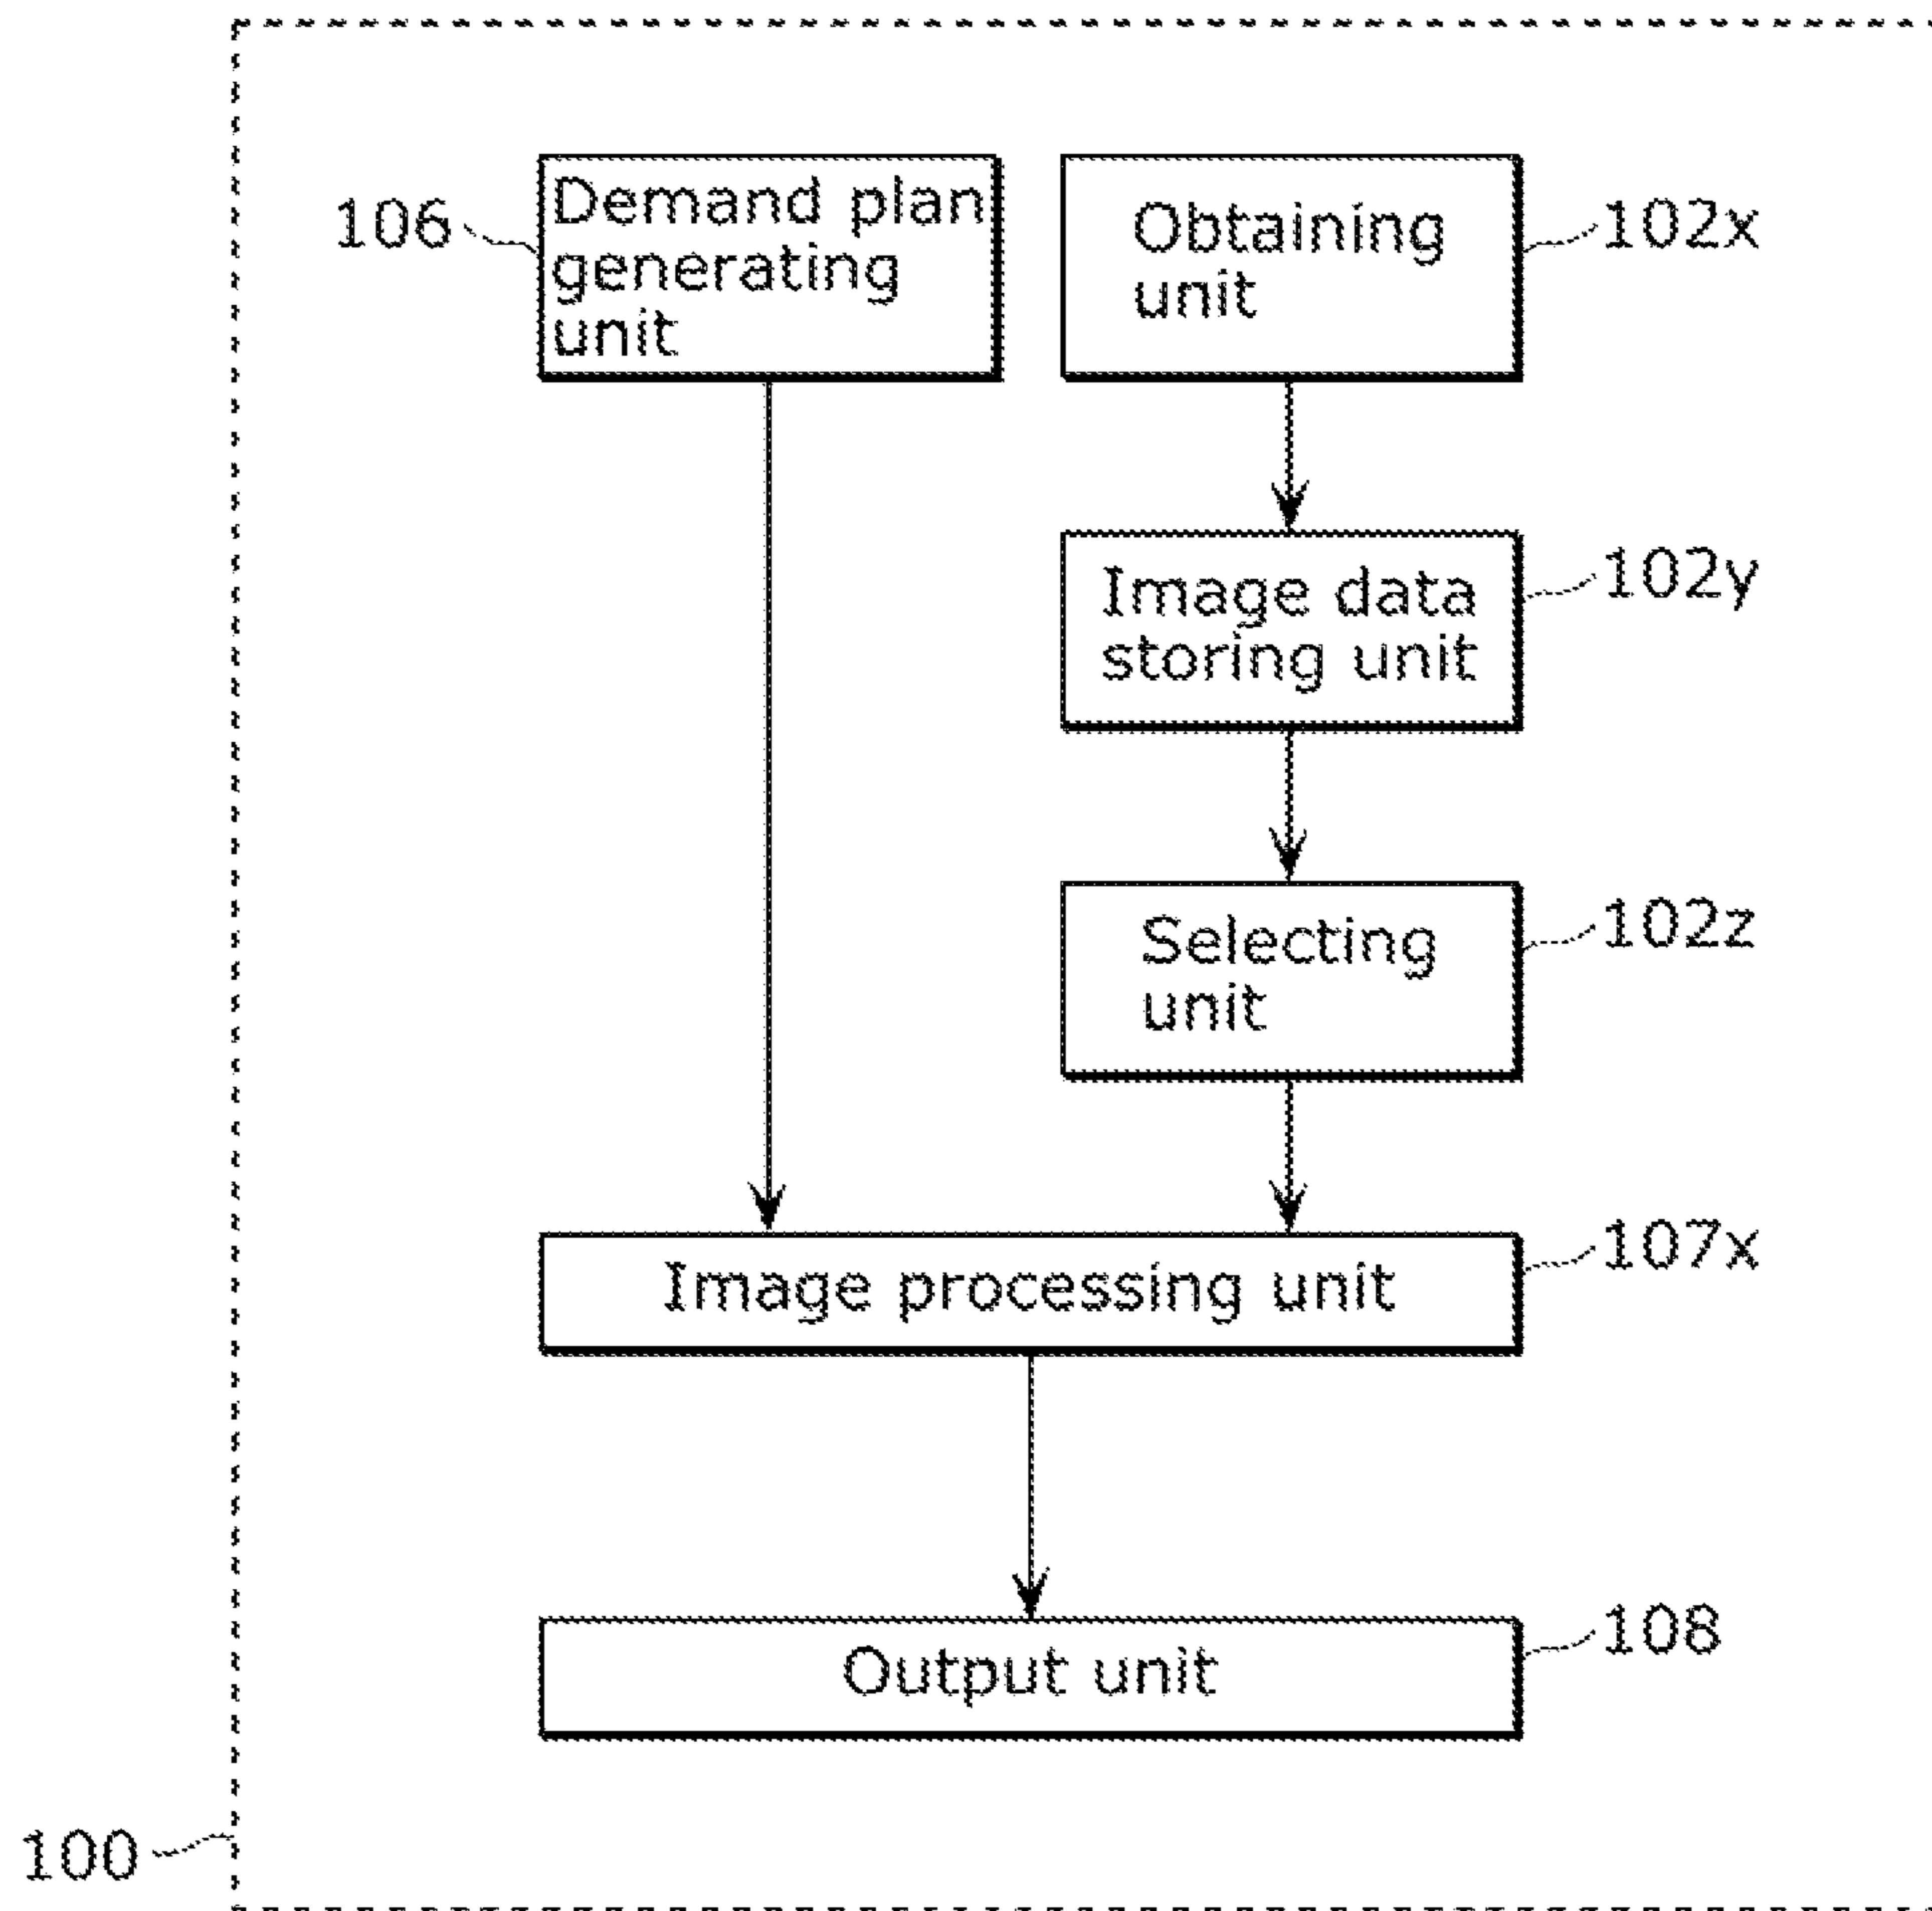 106
Demand plan
generating
unit
Obtaining
unit
102x
Image data
storing unit
102y
Selecting
unit
102z
Image processing unit
107x
Output unit
108
100